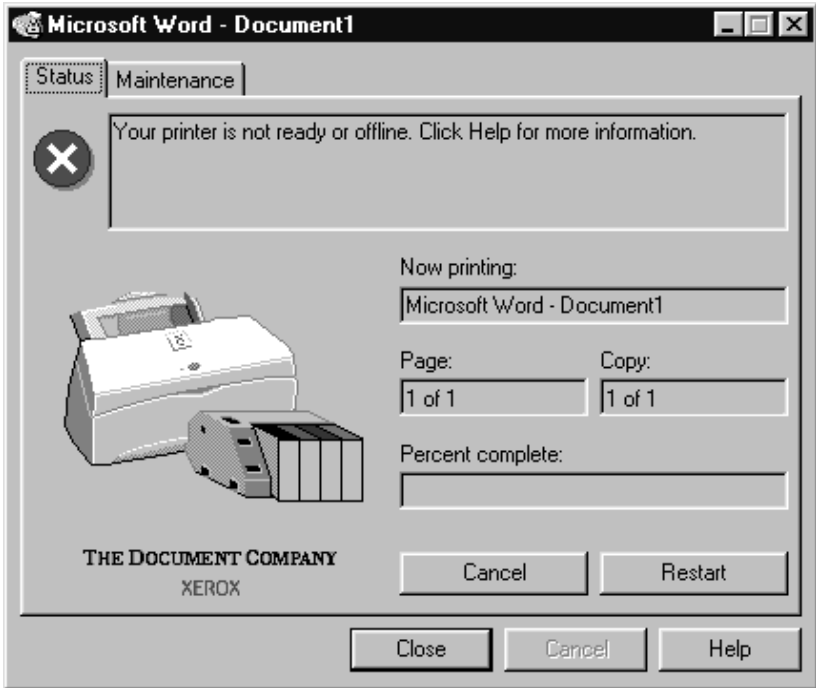 Microsoft Word - Document1
Status Maintenance
Your printer is not ready or offline. Click Help for more information.
Now printing:
Microsoft Word - Document1
Page: Copy:
1 of 1 1 of 1
Percent complete:
THE DOCUMENT COMPANY
XEROX
Cancel Restart
Close Cancel Help